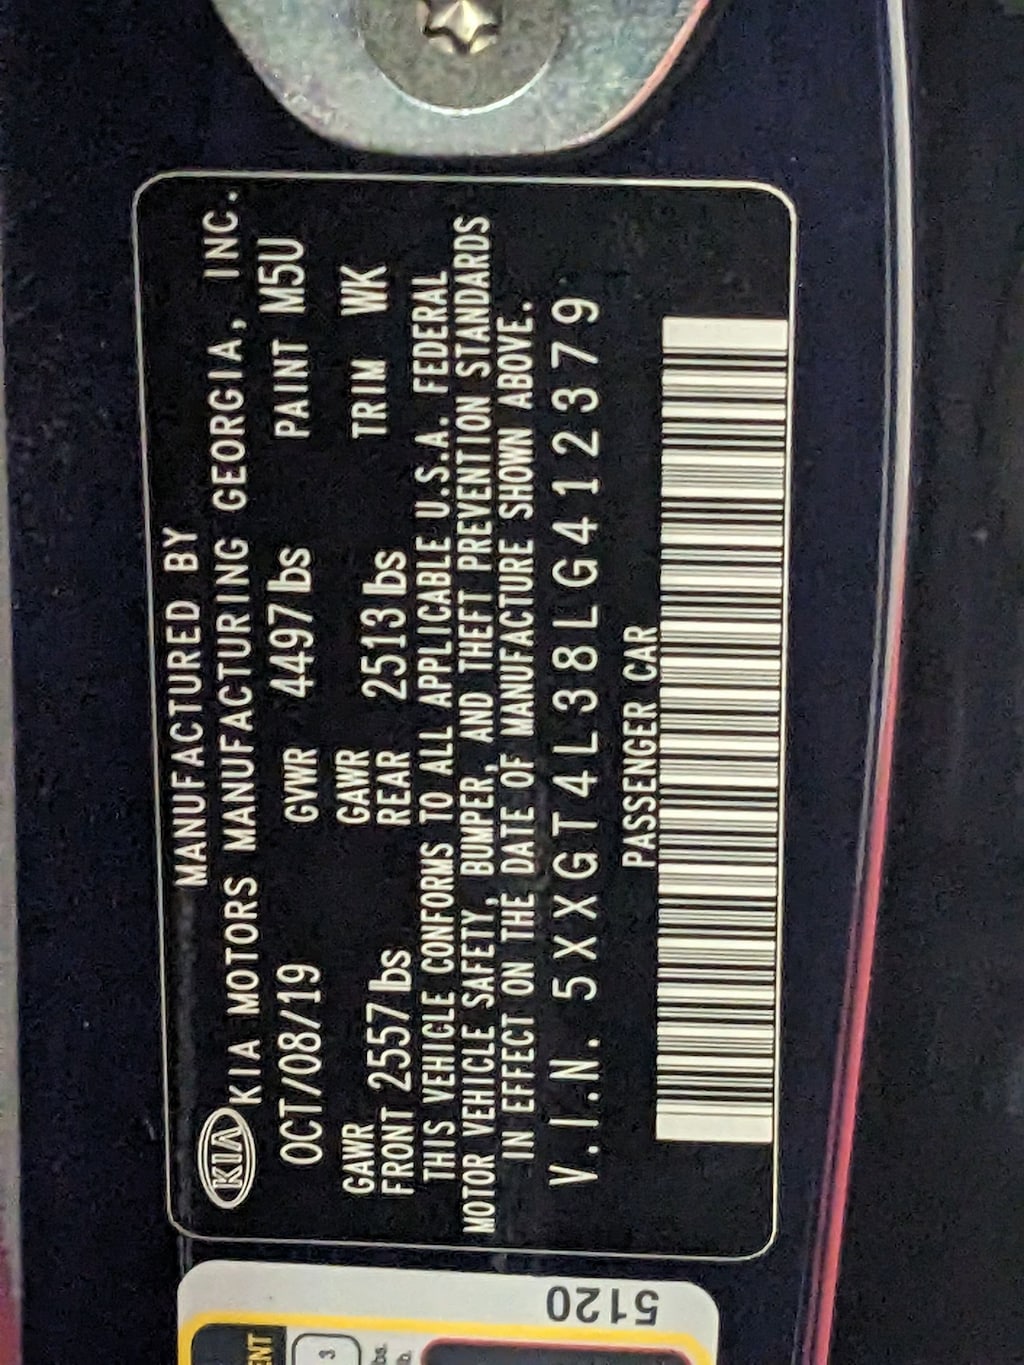 MANUFACTURED BY
KIA KIA MOTORS MANUFACTURING GEORGIA, INC.
OCT/08/19 GVWR 4497 lbs PAINT M5U
GAWR FRONT 2557 lbs GAWR REAR 2513 lbs TRIM WK
THIS VEHICLE CONFORMS TO ALL APPLICABLE U.S.A. FEDERAL
MOTOR VEHICLE SAFETY, BUMPER, AND THEFT PREVENTION STANDARDS
IN EFFECT ON THE DATE OF MANUFACTURE SHOWN ABOVE.
V.I.N. 5XXGT4L38LG412379
PASSENGER CAR
5120
3